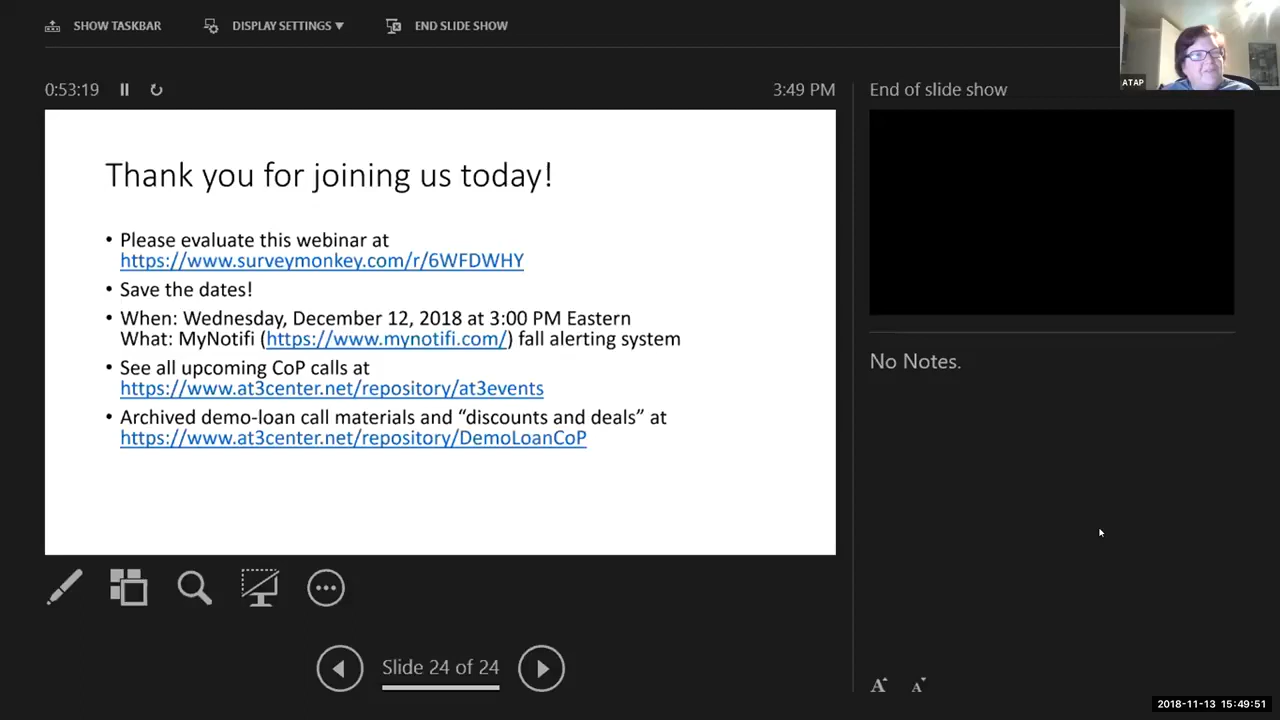 SHOW TASKBAR
DISPLAY SETTINGS ▼
END SLIDE SHOW
ATAP
0:53:19
3:49 PM
End of slide show
Thank you for joining us today!
• Please evaluate this webinar at
https://www.surveymonkey.com/r/6WFDWHY
• Save the dates!
• When: Wednesday, December 12, 2018 at 3:00 PM Eastern
What: MyNotifi (https://www.mynotifi.com/) fall alerting system
• See all upcoming CoP calls at
https://www.at3center.net/repository/at3events
• Archived demo-loan call materials and “discounts and deals” at
https://www.at3center.net/repository/DemoLoanCoP
No Notes.
Slide 24 of 24
A A
2018-11-13 15:49:51